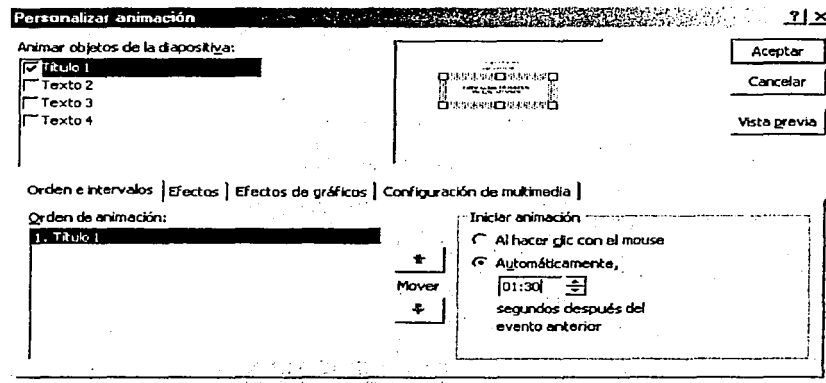 Personalizar animación
? ×
Animar objetos de la diapositiva:
Título 1
Texto 2
Texto 3
Texto 4
Aceptar
Cancelar
Vista previa
Orden e intervalos
Efectos
Efectos de gráficos
Configuración de multimedia
Orden de animación:
1. Título 1
Mover
Iniciar animación
Al hacer clic con el mouse
Automáticamente,
01:30
segundos después del
evento anterior